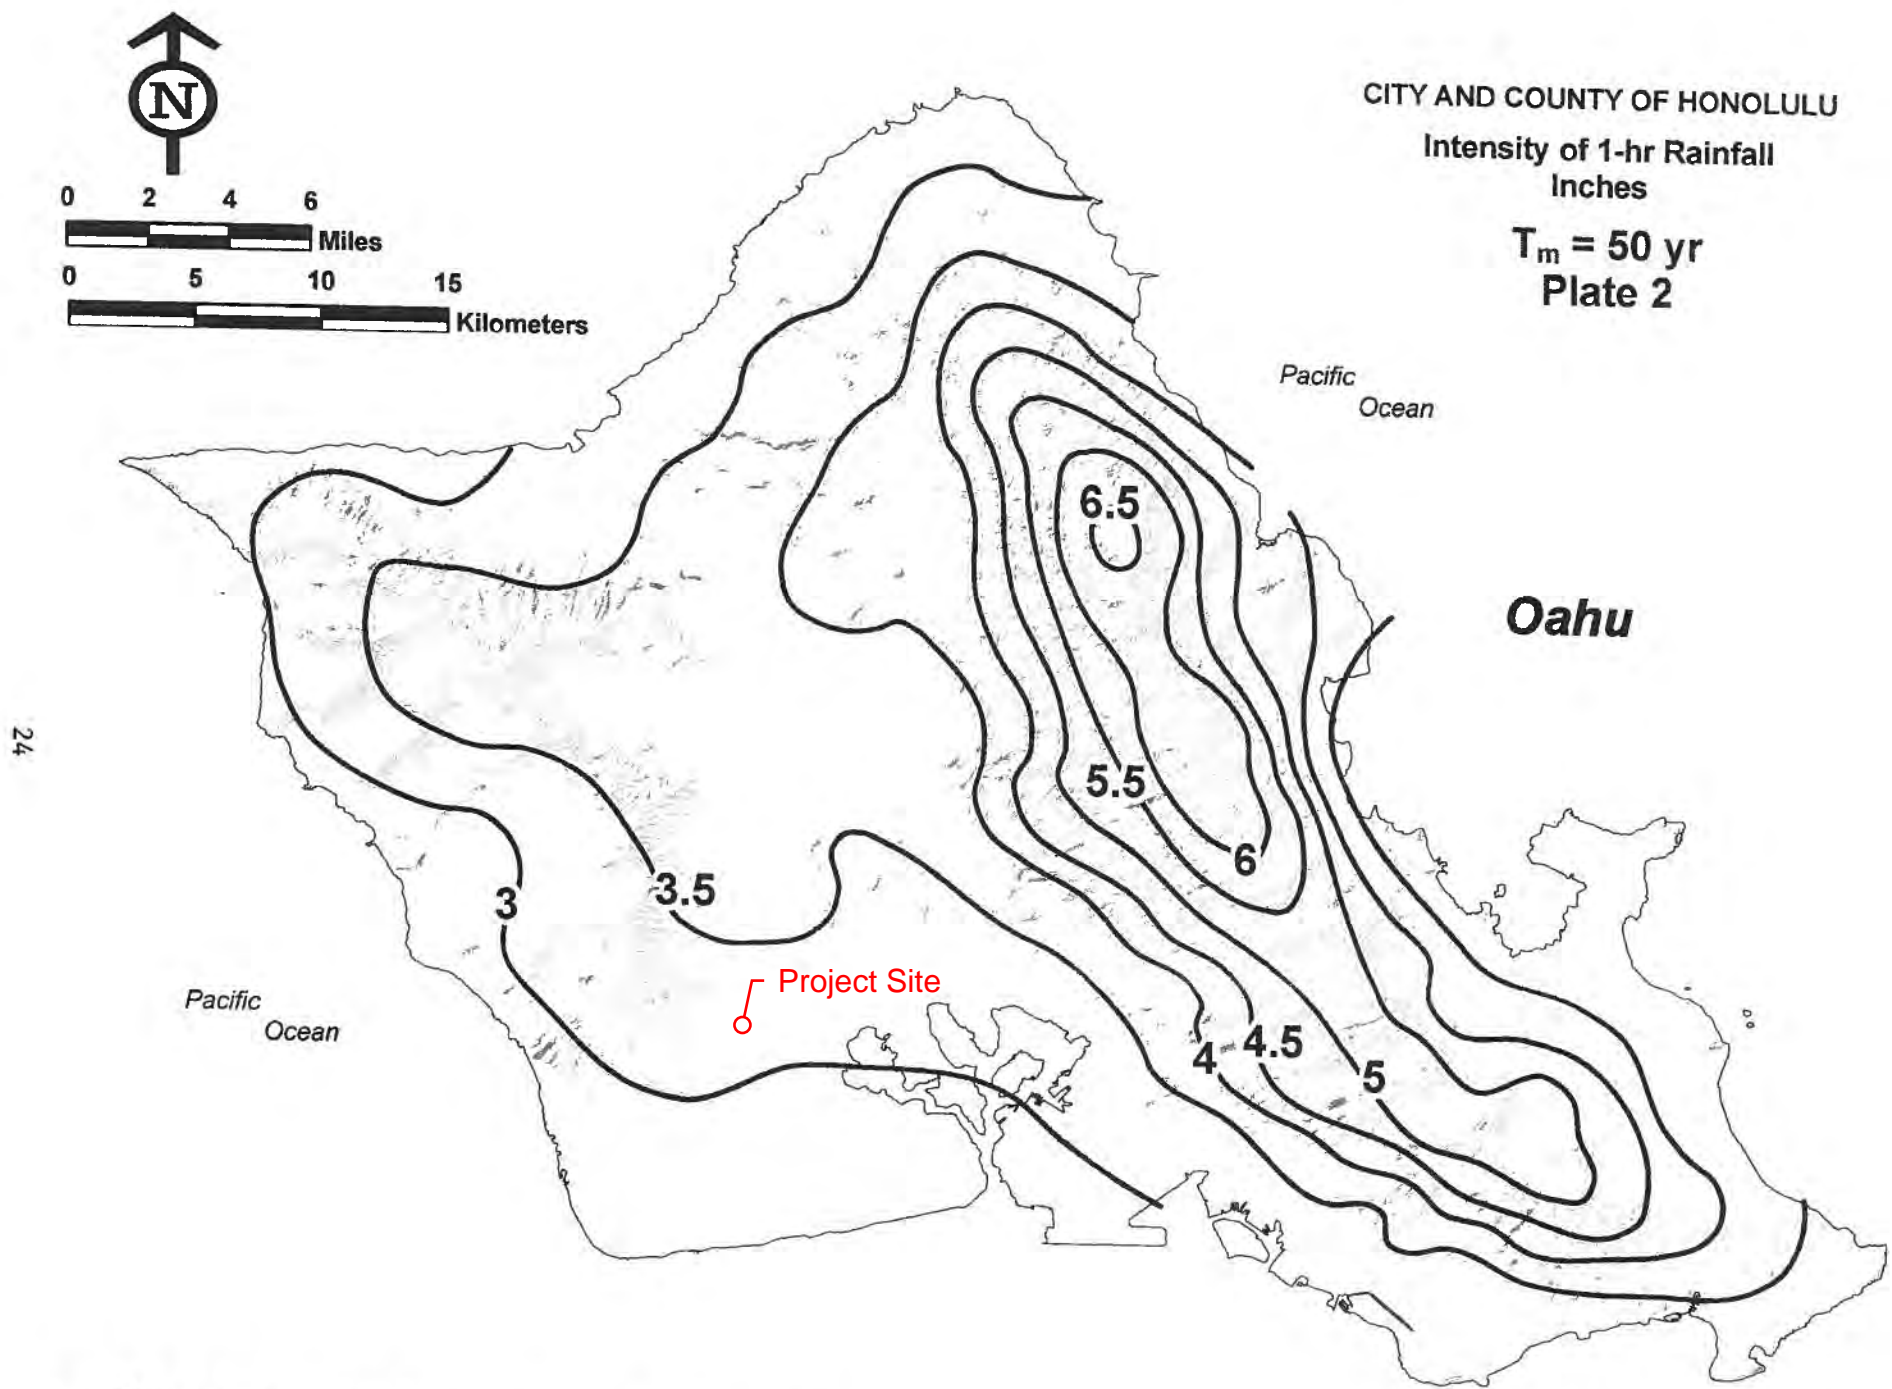 N
CITY AND COUNTY OF HONOLULU
Intensity of 1-hr Rainfall
Inches
Tm = 50 yr
Plate 2
0 2 4 6
Miles
0 5 10 15
Kilometers
Pacific
Ocean
6.5
Oahu
24
5.5
6
3.5
3
Project Site
Pacific
Ocean
4.5
4
5